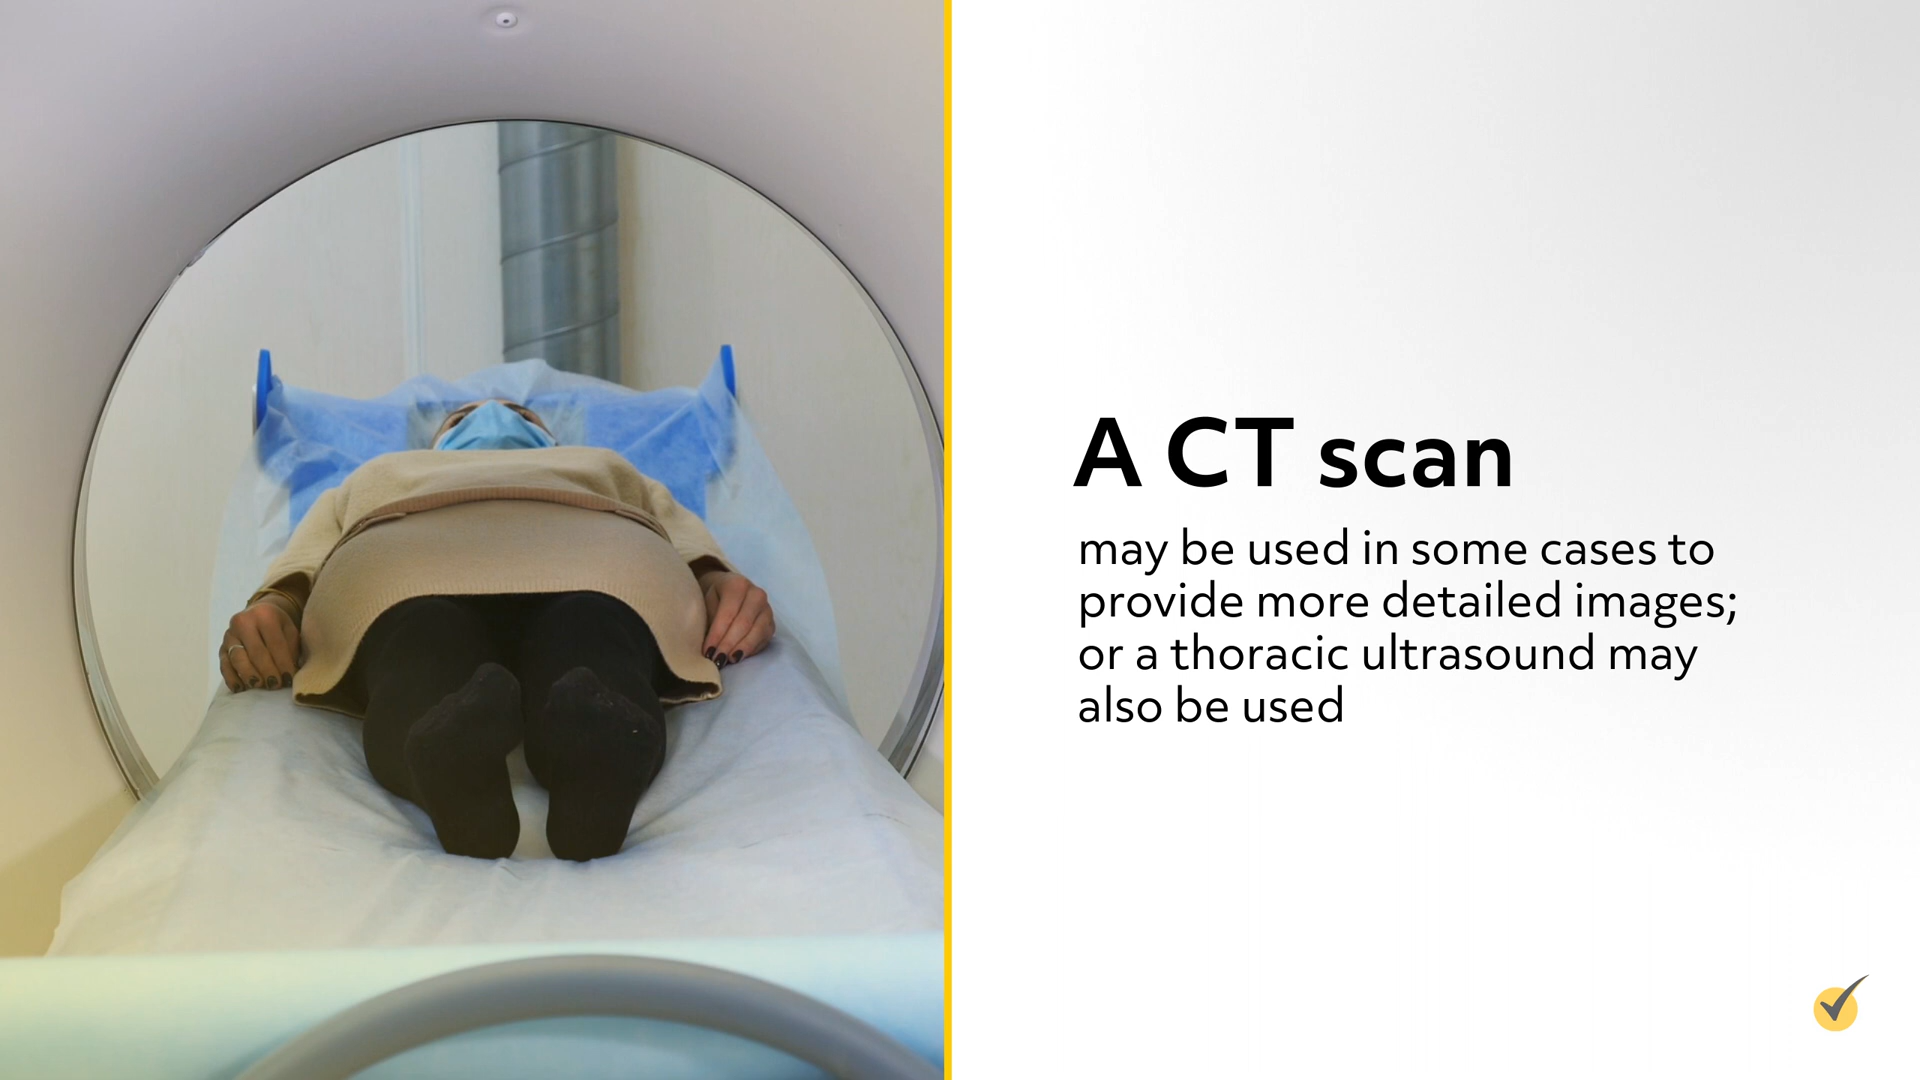 A CT scan
may be used in some cases to
provide more detailed images;
or a thoracic ultrasound may
also be used